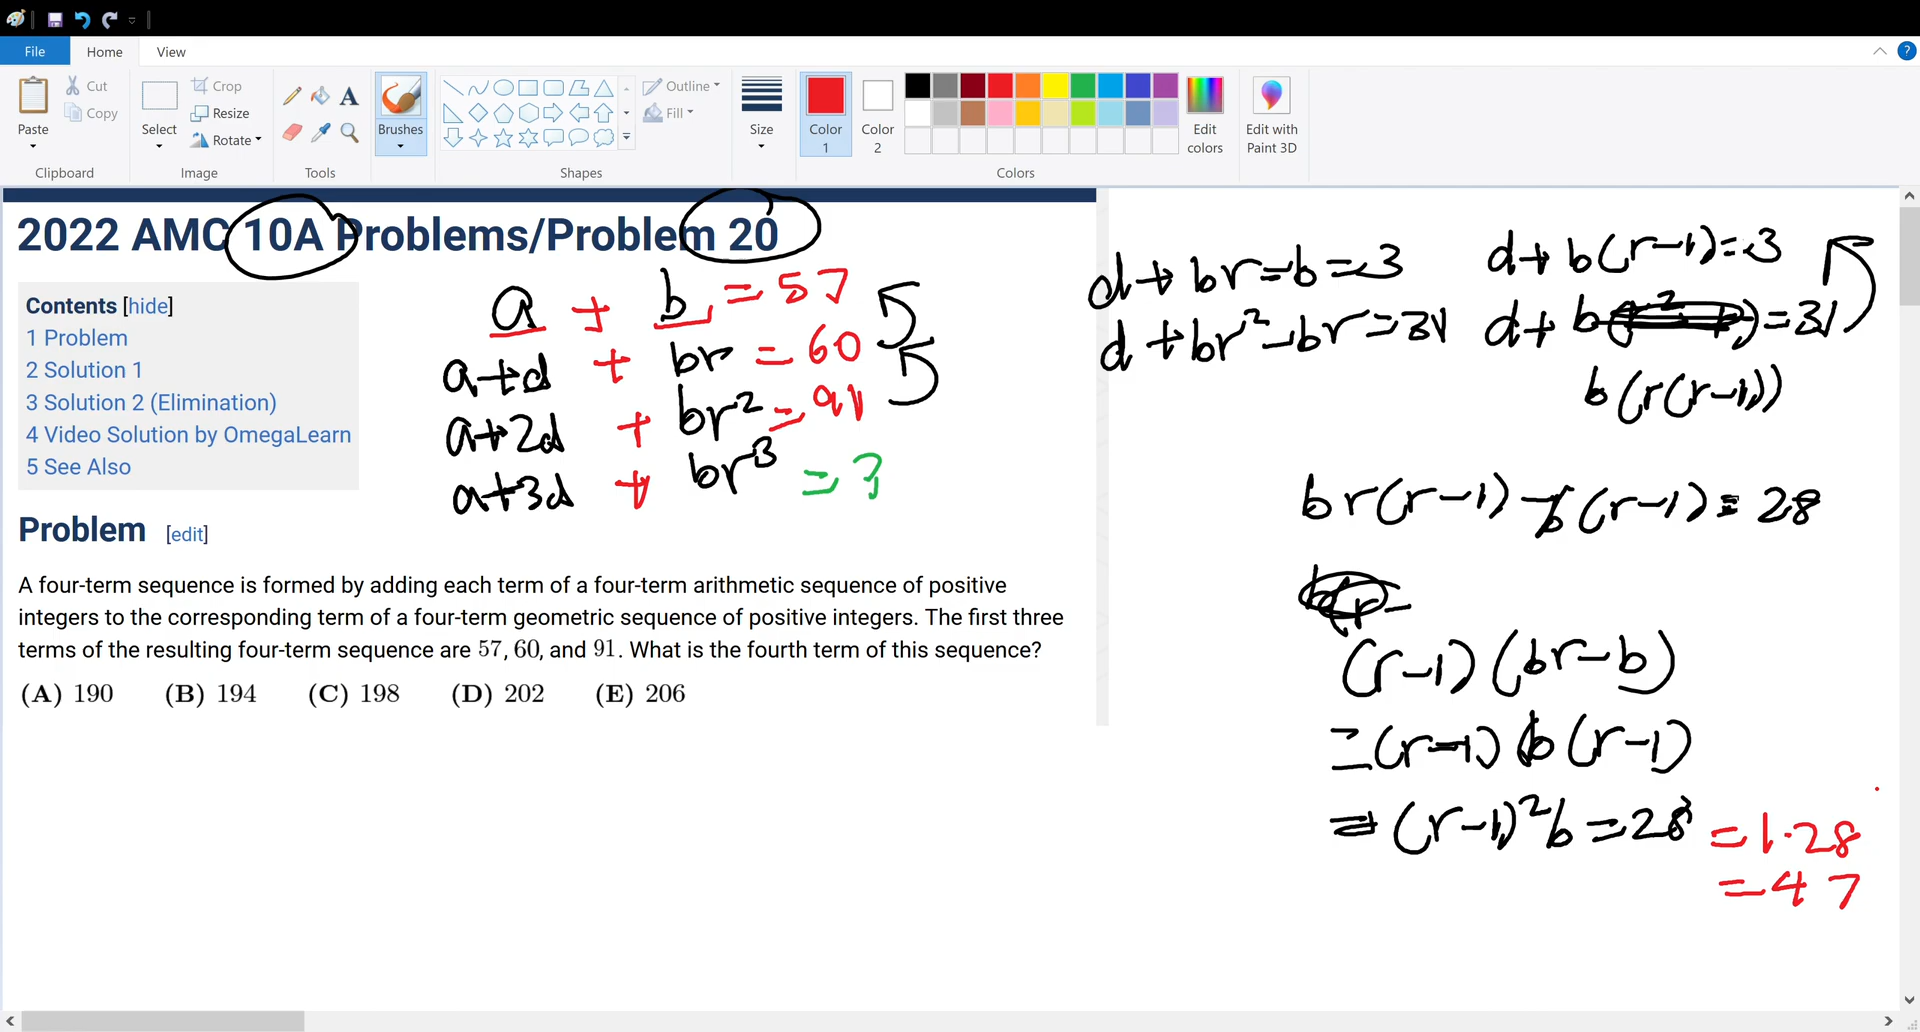 File Home View
Paste
Cut
Copy
Clipboard
Select
Crop
Resize
Rotate
Image
A
Tools
Brushes
Outline
Fill
Shapes
Size
Color 1
Color 2
Edit colors
Colors
Edit with Paint 3D
2022 AMC 10A Problems/Problem 20
Contents [hide]
1 Problem
2 Solution 1
3 Solution 2 (Elimination)
4 Video Solution by OmegaLearn
5 See Also
a + b = 57
a+d + br = 60
a+2d + br² = 91
a+3d + br³ = ?
Problem [edit]
A four-term sequence is formed by adding each term of a four-term arithmetic sequence of positive
integers to the corresponding term of a four-term geometric sequence of positive integers. The first three
terms of the resulting four-term sequence are 57, 60, and 91. What is the fourth term of this sequence?
(A) 190 (B) 194 (C) 198 (D) 202 (E) 206
d+br-b=3
d+br²-br=31
d+b(r-1)=3
d+b =31
b(r(r-1))
br(r-1)-b(r-1)=28
(r-1)(br-b)
=(r-1)b(r-1)
=(r-1)²b=28 =1·28
=4 7